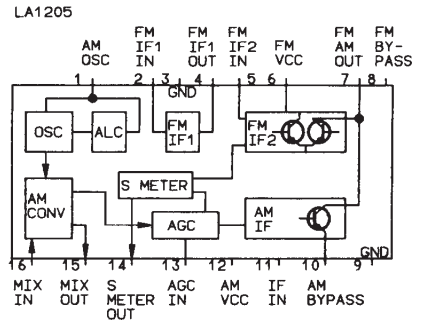 LA1205
AM
OSC
FM
IF1
IN
FM
IF1
OUT
FM
IF2
IN
FM
VCC
FM
AM
OUT
FM
BY-
PASS
1 2 3 4 5 6 7 8
GND
OSC
ALC
FM
IF1
FM
IF2
S METER
AM
CONV
AGC
AM
IF
GND
16 15 14 13 12 11 10 9
MIX
IN
MIX
OUT
S
METER
OUT
AGC
IN
AM
VCC
IF
IN
AM
BYPASS